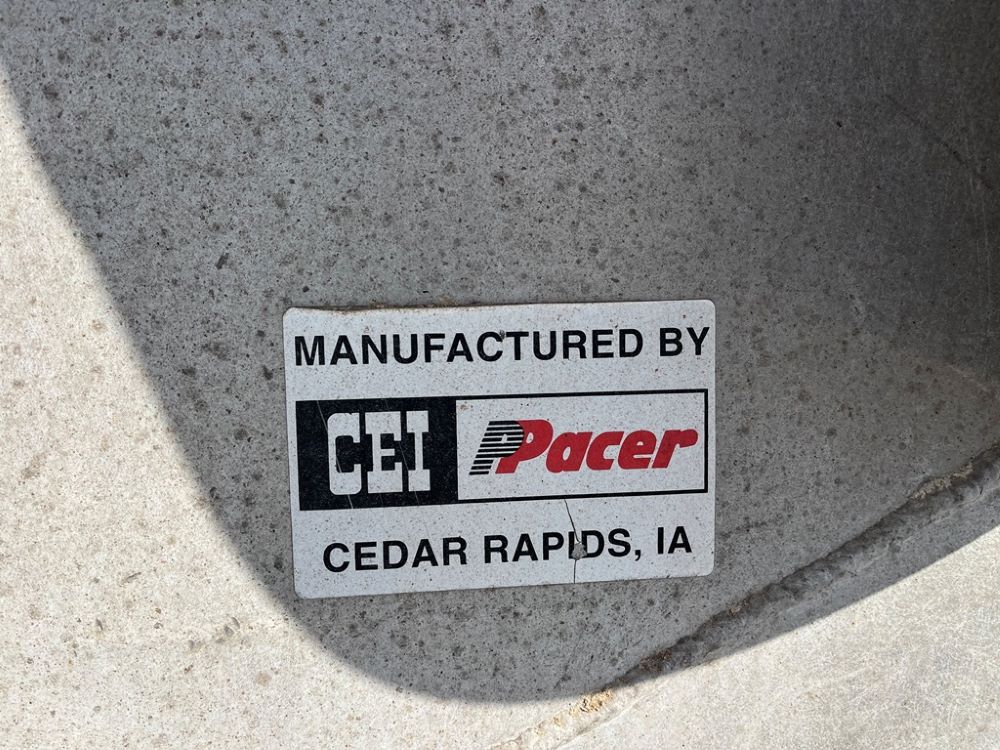 MANUFACTURED BY
CEI Pacer
CEDAR RAPIDS, IA